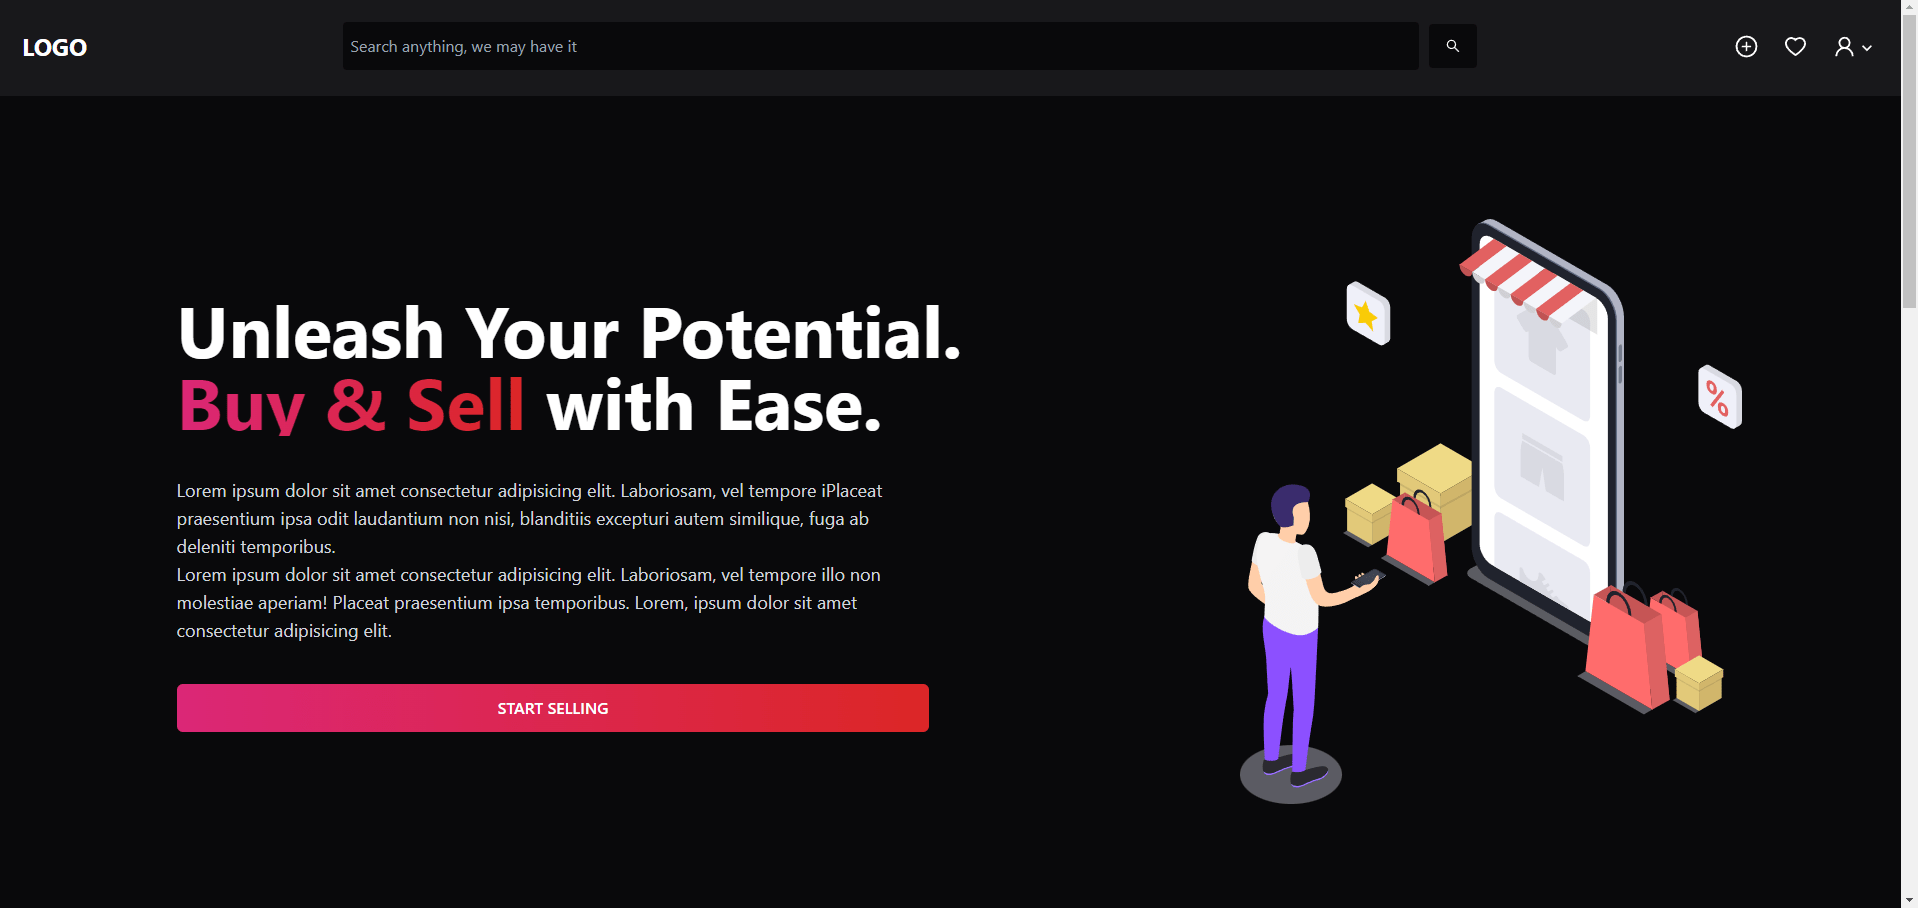 LOGO
Search anything, we may have it
Unleash Your Potential.
Buy & Sell with Ease.
Lorem ipsum dolor sit amet consectetur adipisicing elit. Laboriosam, vel tempore iPlaceat
praesentium ipsa odit laudantium non nisi, blanditiis excepturi autem similique, fuga ab
deleniti temporibus.
Lorem ipsum dolor sit amet consectetur adipisicing elit. Laboriosam, vel tempore illo non
molestiae aperiam! Placeat praesentium ipsa temporibus. Lorem, ipsum dolor sit amet
consectetur adipisicing elit.
START SELLING
%